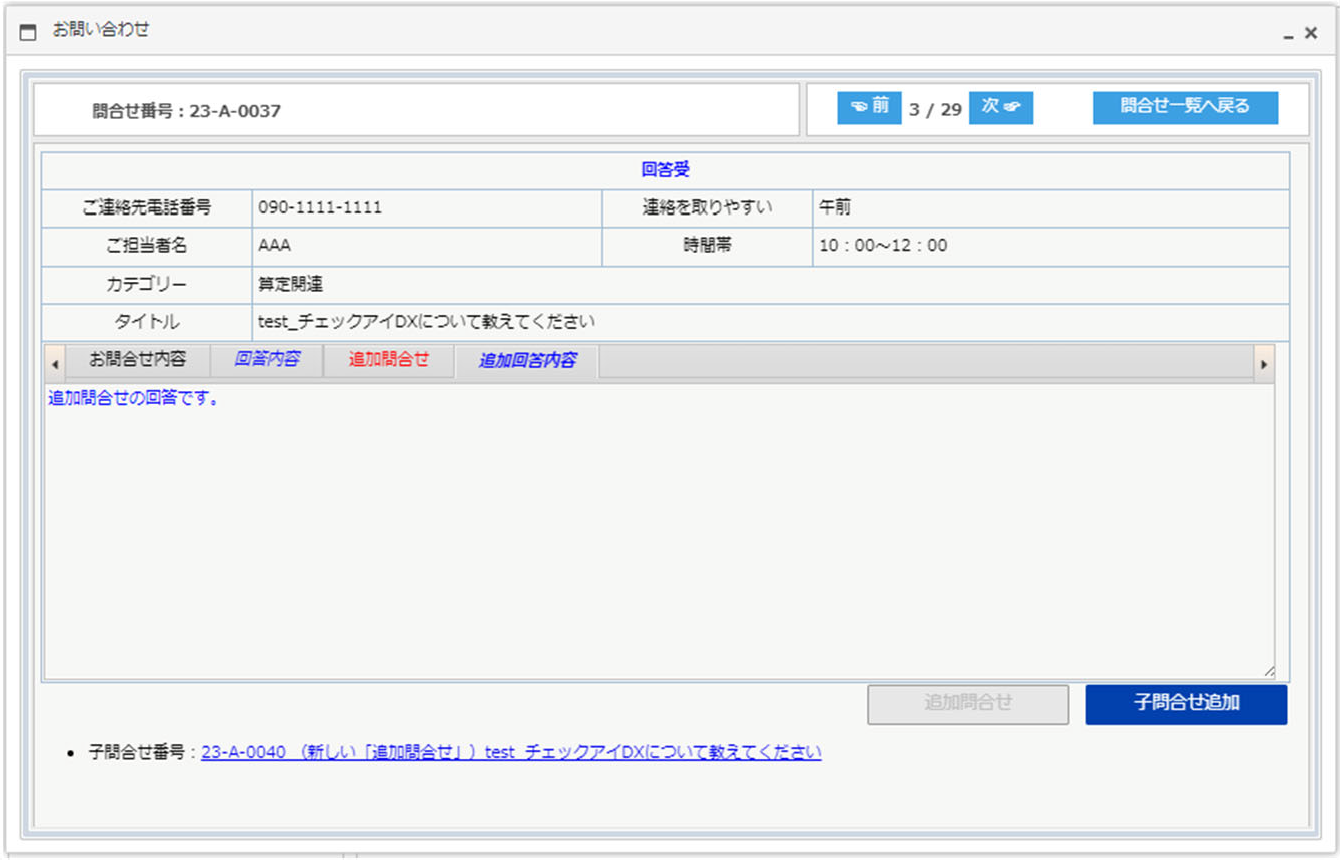 お問い合わせ
問合せ番号：23-A-0037
前 3 / 29 次 問合せ一覧へ戻る
回答受
ご連絡先電話番号 090-1111-1111 連絡を取りやすい 午前
ご担当者名 AAA 時間帯 10：00～12：00
カテゴリー 算定関連
タイトル test_チェックアイDXについて教えてください
お問合せ内容 回答内容 追加問合せ 追加回答内容
追加問合せの回答です。
追加問合せ 子問合せ追加
• 子問合せ番号：23-A-0040 （新しい「追加問合せ」）test_チェックアイDXについて教えてください